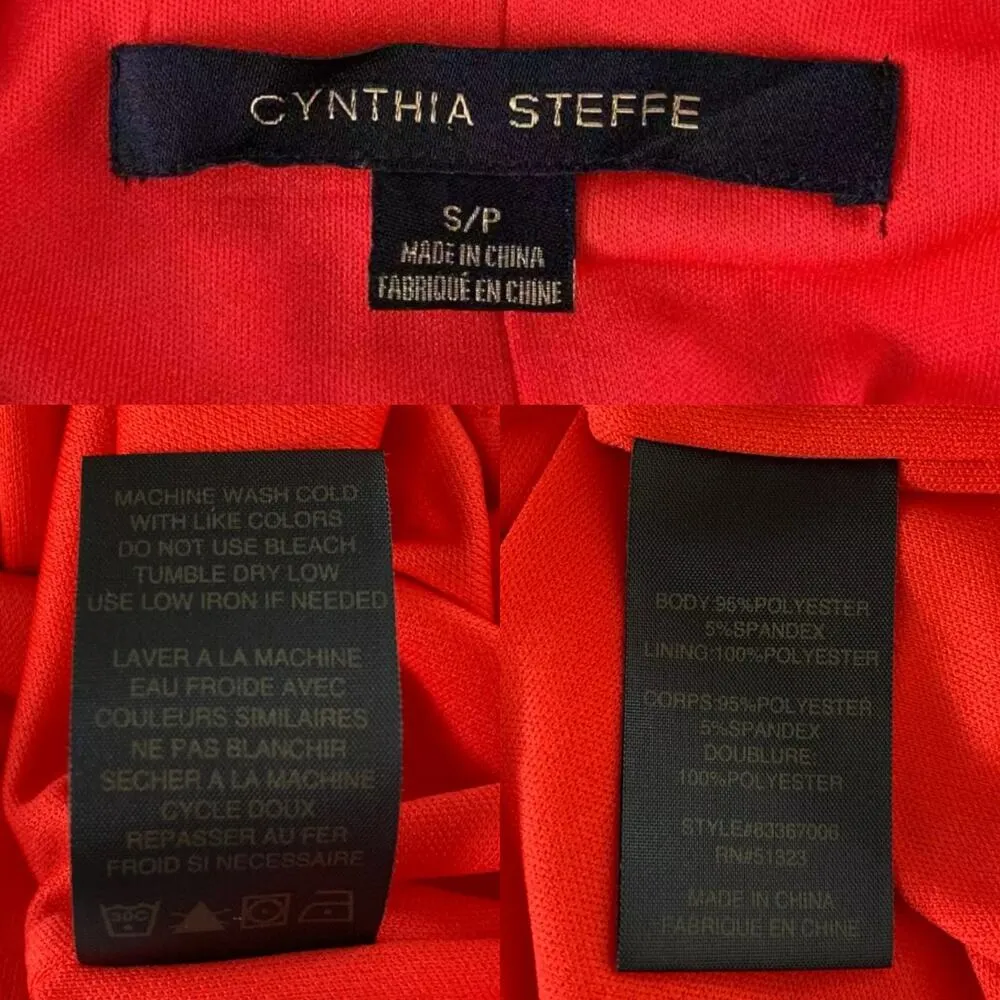 CYNTHIA STEFFE
S/P
MADE IN CHINA
FABRIQUÉ EN CHINE
MACHINE WASH COLD
WITH LIKE COLORS
DO NOT USE BLEACH
TUMBLE DRY LOW
USE LOW IRON IF NEEDED
LAVER A LA MACHINE
EAU FROIDE AVEC
COULEURS SIMILAIRES
NE PAS BLANCHIR
SECHER A LA MACHINE
CYCLE DOUX
REPASSER AU FER
FROID SI NECESSAIRE
30C
BODY 95%POLYESTER
5%SPANDEX
LINING:100%POLYESTER
CORPS 95%POLYESTER
5%SPANDEX
DOUBLURE:
100%POLYESTER
STYLE#83367006
RN#51323
MADE IN CHINA
FABRIQUE EN CHINE